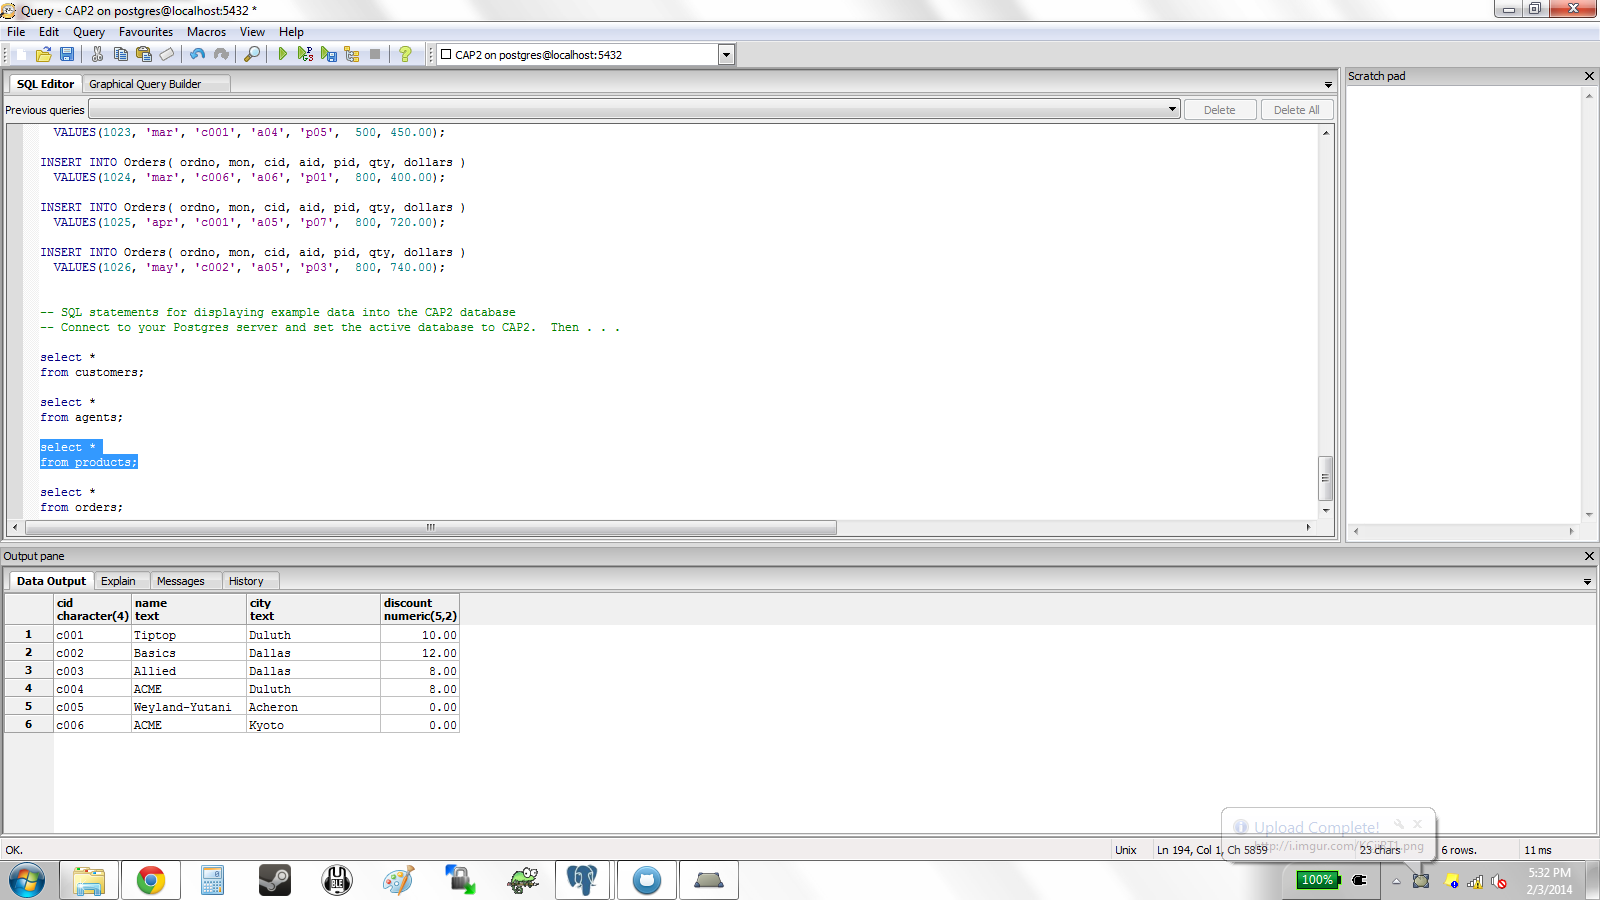 Query - CAP2 on postgres@localhost:5432 *
File Edit Query Favourites Macros View Help
CAP2 on postgres@localhost:5432
SQL Editor Graphical Query Builder
Previous queries Delete Delete All
VALUES(1023, 'mar', 'c001', 'a04', 'p05', 500, 450.00);
INSERT INTO Orders( ordno, mon, cid, aid, pid, qty, dollars )
VALUES(1024, 'mar', 'c006', 'a06', 'p01', 800, 400.00);
INSERT INTO Orders( ordno, mon, cid, aid, pid, qty, dollars )
VALUES(1025, 'apr', 'c001', 'a05', 'p07', 800, 720.00);
INSERT INTO Orders( ordno, mon, cid, aid, pid, qty, dollars )
VALUES(1026, 'may', 'c002', 'a05', 'p03', 800, 740.00);
-- SQL statements for displaying example data into the CAP2 database
-- Connect to your Postgres server and set the active database to CAP2. Then . . .
select *
from customers;
select *
from agents;
select *
from products;
select *
from orders;
Scratch pad
Output pane
Data Output Explain Messages History
cid name city discount
character(4) text text numeric(5,2)
1 c001 Tiptop Duluth 10.00
2 c002 Basics Dallas 12.00
3 c003 Allied Dallas 8.00
4 c004 ACME Duluth 8.00
5 c005 Weyland-Yutani Acheron 0.00
6 c006 ACME Kyoto 0.00
Upload Complete!
OK. Unix Ln 194, Col 1, Ch 5859 23 chars 6 rows. 11 ms
UBLE
100%
5:32 PM
2/3/2014